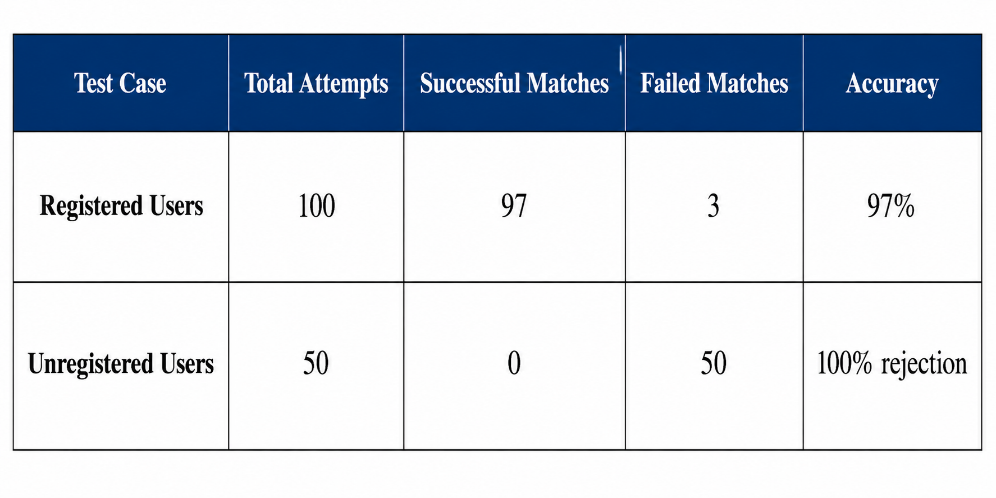 Test Case Total Attempts Successful Matches Failed Matches Accuracy
Registered Users 100 97 3 97%
Unregistered Users 50 0 50 100% rejection